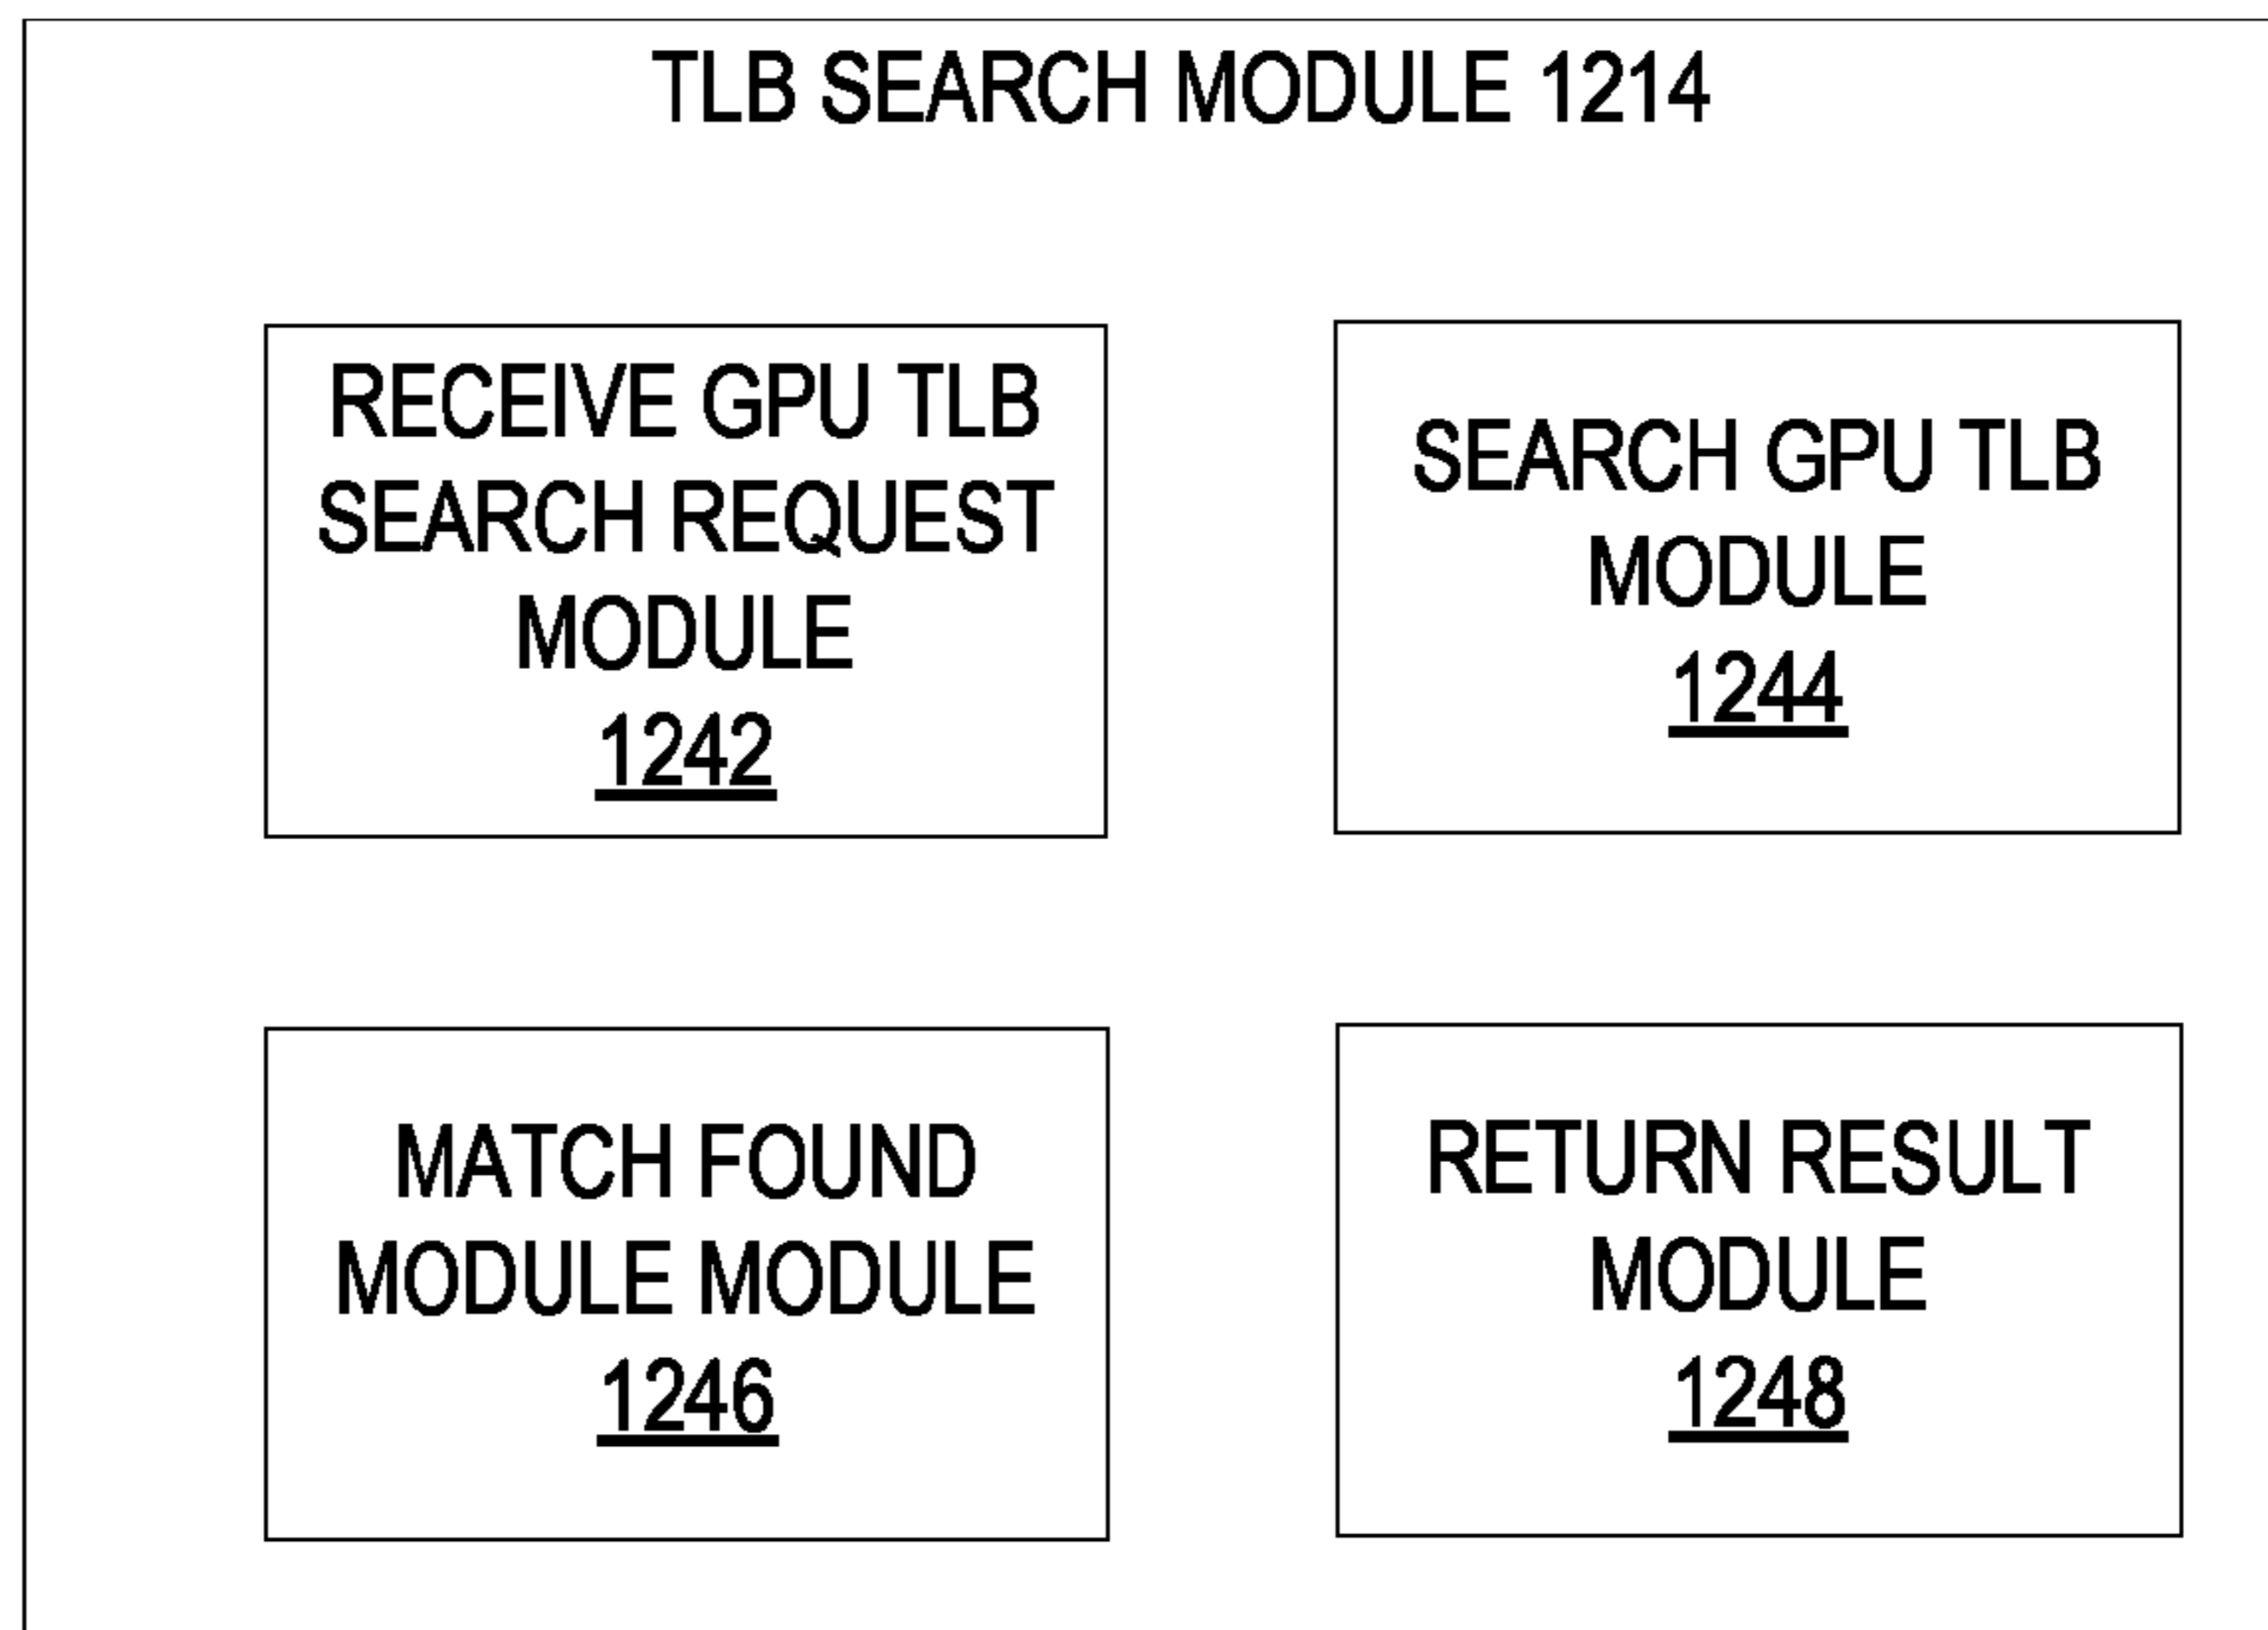 TLB SEARCH MODULE 1214
RECEIVE GPU TLB
SEARCH REQUEST
MODULE
1242
SEARCH GPU TLB
MODULE
1244
MATCH FOUND
MODULE MODULE
1246
RETURN RESULT
MODULE
1248